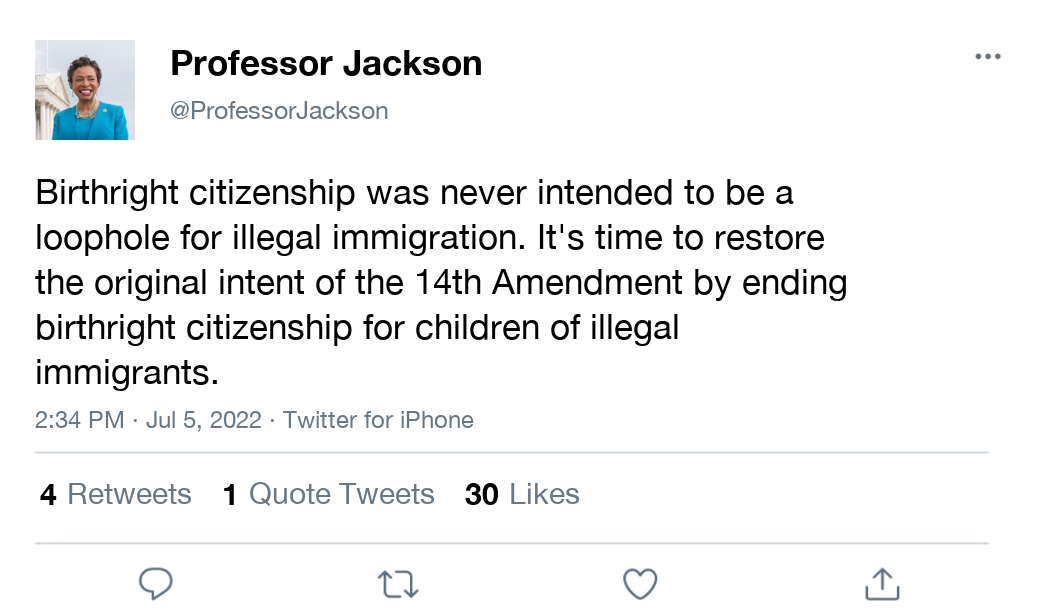 Professor Jackson
@ProfessorJackson
Birthright citizenship was never intended to be a
loophole for illegal immigration. It's time to restore
the original intent of the 14th Amendment by ending
birthright citizenship for children of illegal
immigrants.
2:34 PM · Jul 5, 2022 · Twitter for iPhone
4 Retweets 1 Quote Tweets 30 Likes